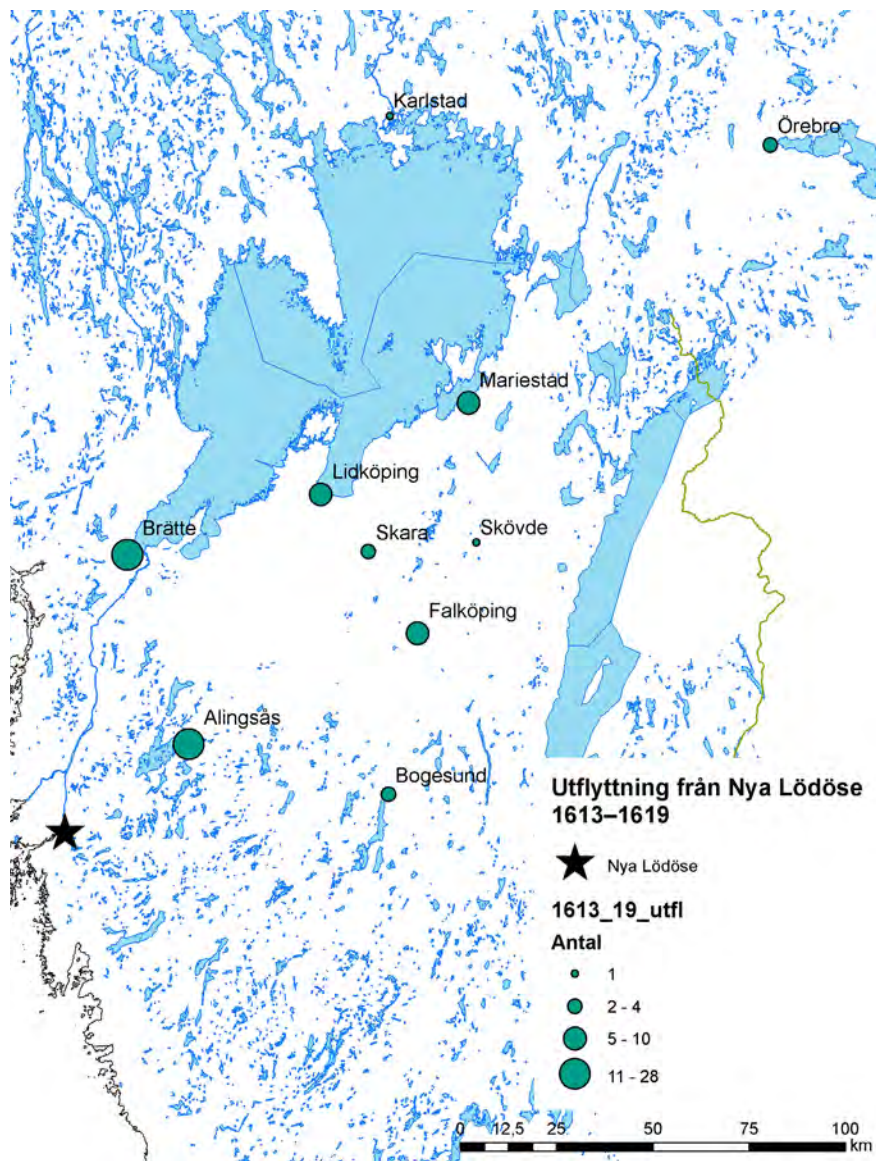 Karlstad
Örebro
Mariestad
Lidköping
Brätte
Skara
Skövde
Falköping
Alingsås
Bogesund
Utflyttning från Nya Lödöse
1613–1619
Nya Lödöse
1613_19_utfl
Antal
1
2 - 4
5 - 10
11 - 28
0 12,5 25 50 75 100
km